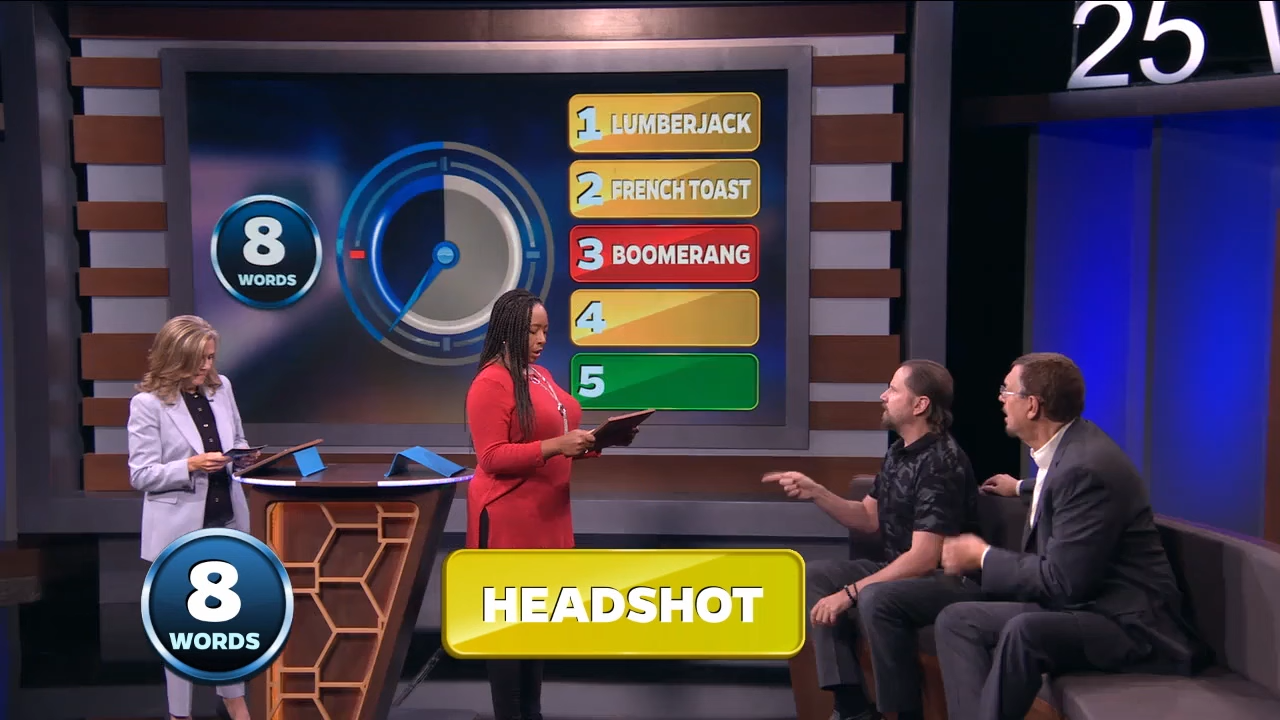 25
1 LUMBERJACK
2 FRENCH TOAST
3 BOOMERANG
4
5
8
WORDS
8
WORDS
HEADSHOT